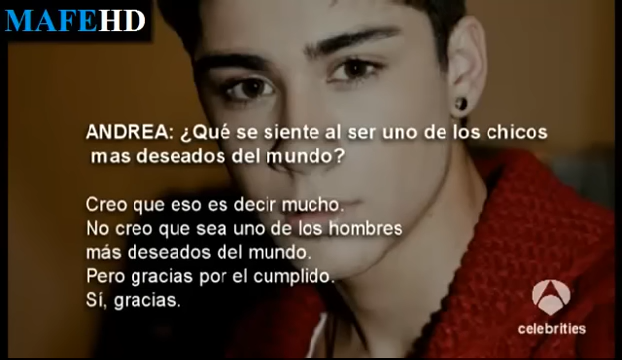 MAFEHD
ANDREA: ¿Qué se siente al ser uno de los chicos
mas deseados del mundo?
Creo que eso es decir mucho.
No creo que sea uno de los hombres
más deseados del mundo.
Pero gracias por el cumplido.
Sí, gracias.
celebrities